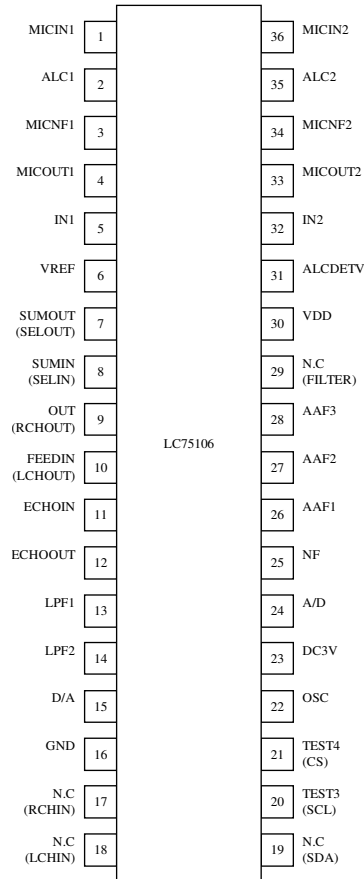 MICIN1 1 36 MICIN2
ALC1 2 35 ALC2
MICNF1 3 34 MICNF2
MICOUT1 4 33 MICOUT2
IN1 5 32 IN2
VREF 6 31 ALCDETV
SUMOUT 7 30 VDD
(SELOUT)
SUMIN 8 29 N.C
(SELIN) (FILTER)
OUT 9 28 AAF3
(RCHOUT)
LC75106
FEEDIN 10 27 AAF2
(LCHOUT)
ECHOIN 11 26 AAF1
ECHOOUT 12 25 NF
LPF1 13 24 A/D
LPF2 14 23 DC3V
D/A 15 22 OSC
GND 16 21 TEST4
(CS)
N.C 17 20 TEST3
(RCHIN) (SCL)
N.C 18 19 N.C
(LCHIN) (SDA)